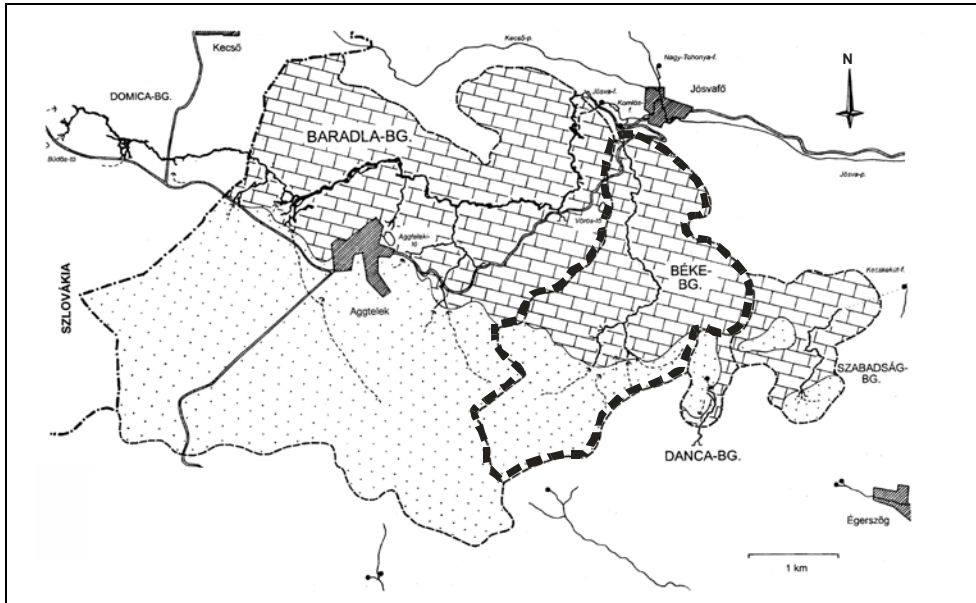 Kecső
Kecső-p.
Nagy-Tohonya-f.
N
DOMICA-BG.
Jósva-f.
Komlós-
f.
Jósvafő
BARADLA-BG.
Büdös-tó
Jósva-p.
Vörös-tó
Aggteleki-
tó
BÉKE-
BG.
Kecskekút-f.
SZLOVÁKIA
Aggtelek
SZABADSÁG-
BG.
DANCA-BG.
Égerszög
1 km